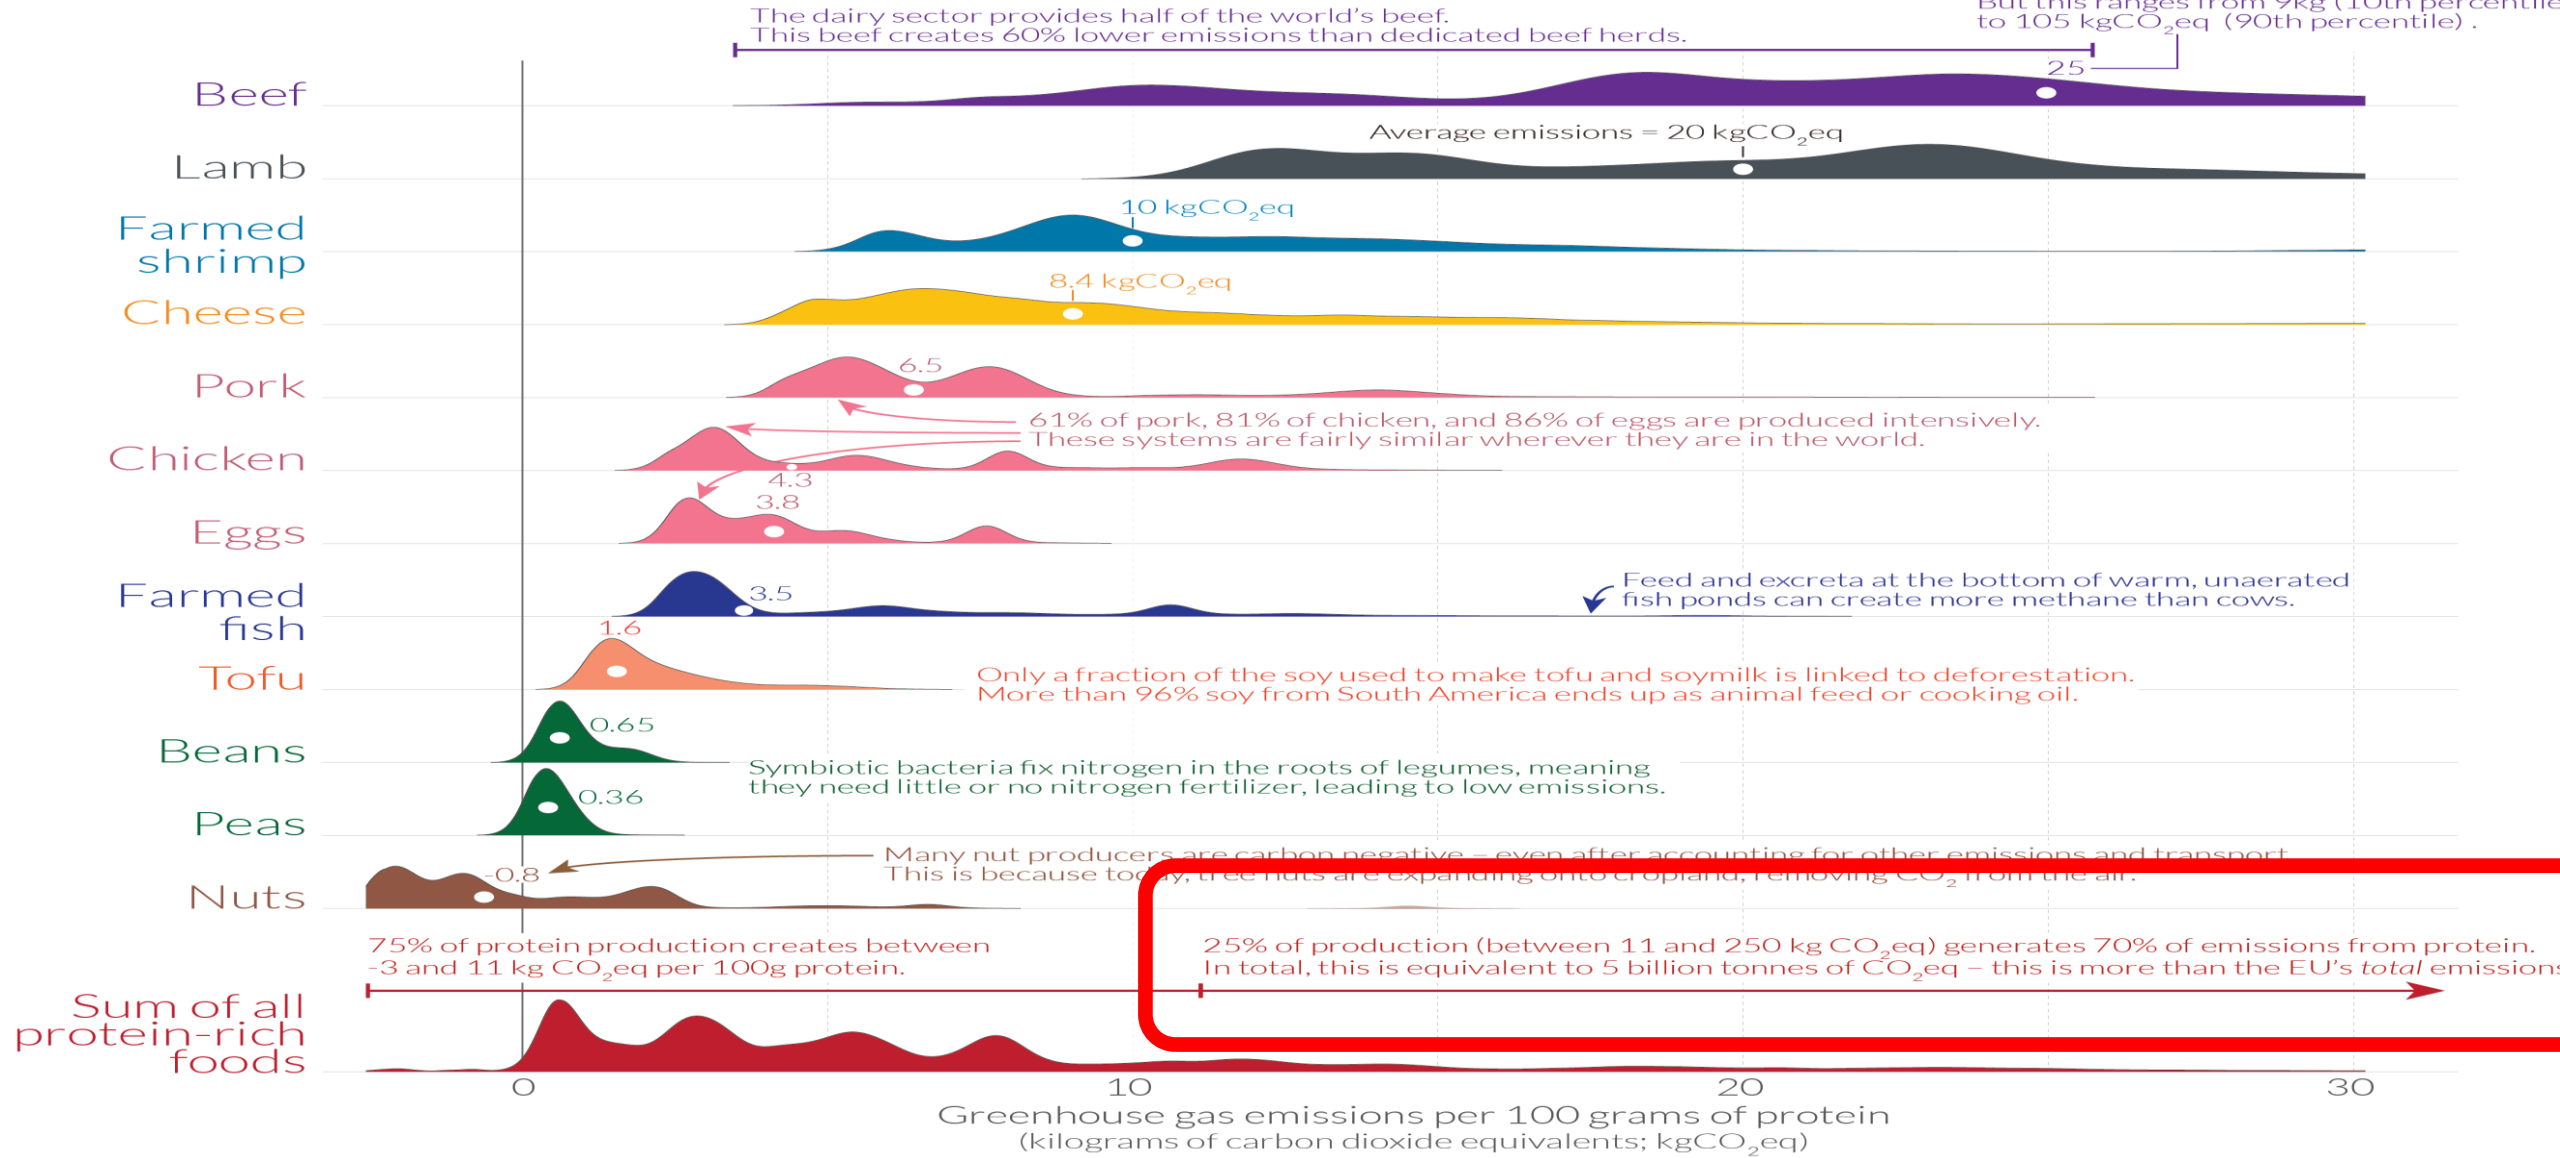 The dairy sector provides half of the world's beef.
This beef creates 60% lower emissions than dedicated beef herds.
But this ranges from 9kg (10th percentile
to 105 kgCO₂eq (90th percentile) .
25
Beef
Average emissions = 20 kgCO₂eq
Lamb
10 kgCO₂eq
Farmed
shrimp
8.4 kgCO₂eq
Cheese
6.5
Pork
61% of pork, 81% of chicken, and 86% of eggs are produced intensively.
These systems are fairly similar wherever they are in the world.
Chicken
4.3
3.8
Eggs
Farmed
fish
3.5
Feed and excreta at the bottom of warm, unaerated
fish ponds can create more methane than cows.
1.6
Tofu
Only a fraction of the soy used to make tofu and soymilk is linked to deforestation.
More than 96% soy from South America ends up as animal feed or cooking oil.
0.65
Beans
Symbiotic bacteria fix nitrogen in the roots of legumes, meaning
they need little or no nitrogen fertilizer, leading to low emissions.
0.36
Peas
Many nut producers are carbon negative – even after accounting for other emissions and transport
This is because today, tree nuts are expanding onto cropland, removing CO₂ from the air.
-0.8
Nuts
75% of protein production creates between
-3 and 11 kg CO₂eq per 100g protein.
25% of production (between 11 and 250 kg CO₂eq) generates 70% of emissions from protein.
In total, this is equivalent to 5 billion tonnes of CO₂eq – this is more than the EU's total emissions
Sum of all
protein-rich
foods
0 10 20 30
Greenhouse gas emissions per 100 grams of protein
(kilograms of carbon dioxide equivalents; kgCO₂eq)